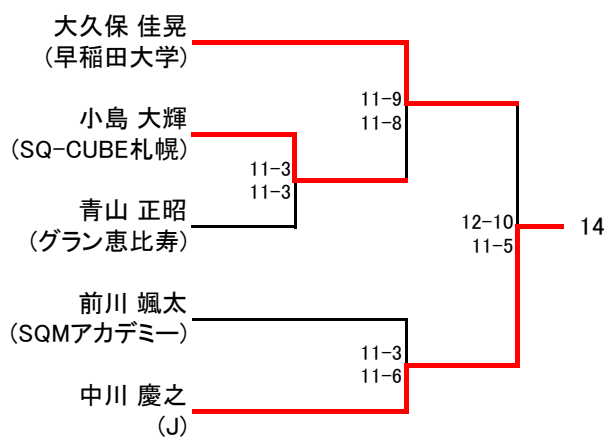 大久保 佳晃
(早稲田大学)
小島 大輝
(SQ-CUBE札幌)
青山 正昭
(グラン恵比寿)
前川 颯太
(SQMアカデミー)
中川 慶之
(J)
11-3
11-3
11-9
11-8
11-3
11-6
12-10
11-5
14